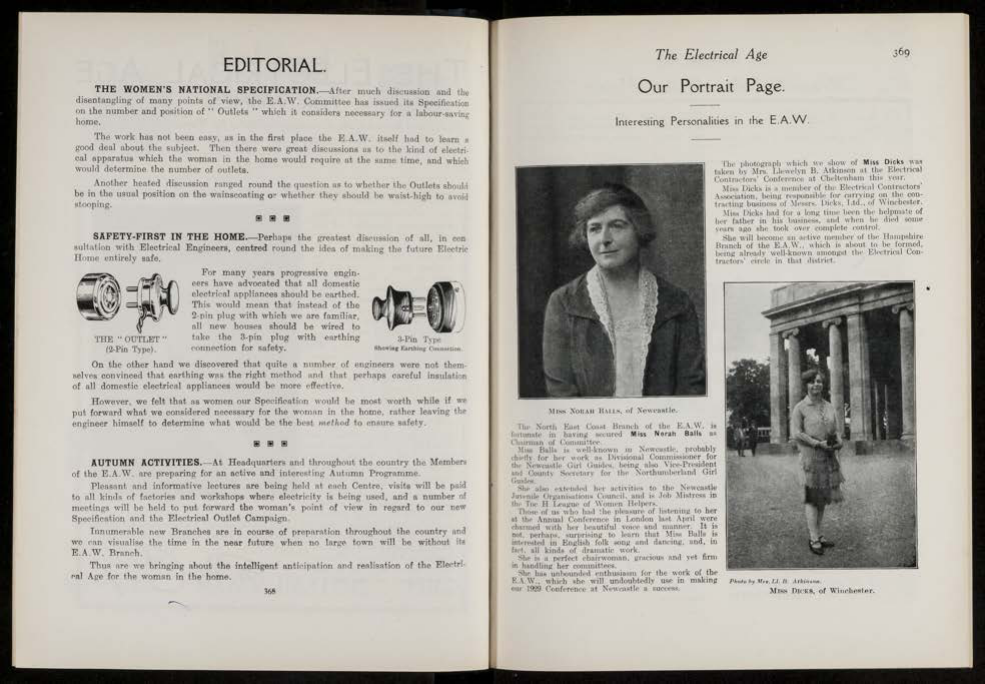 EDITORIAL.
THE WOMEN'S NATIONAL SPECIFICATION.—After much discussion and the
disentangling of many points of view, the E.A.W. Committee has issued its Specification
on the number and position of " Outlets " which it considers necessary for a labour-saving
home.
The work has not been easy, as in the first place the E.A.W. itself had to learn a
good deal about the subject. Then there were great discussions as to the kind of electri-
cal apparatus which the woman in the home would require at the same time, and which
would determine the number of outlets.
Another heated discussion ranged round the question as to whether the Outlets should
be in the usual position on the wainscoating or whether they should be waist-high to avoid
stooping.
SAFETY-FIRST IN THE HOME.—Perhaps the greatest discussion of all, in con
sultation with Electrical Engineers, centred round the idea of making the future Electric
Home entirely safe.
For many years progressive engin-
eers have advocated that all domestic
electrical appliances should be earthed.
This would mean that instead of the
2-pin plug with which we are familiar,
all new houses should be wired to
take the 3-pin plug with earthing
connection for safety.
THE " OUTLET "
(2-Pin Type).
3-Pin Type
Showing Earthing Connection.
On the other hand we discovered that quite a number of engineers were not them-
selves convinced that earthing was the right method and that perhaps careful insulation
of all domestic electrical appliances would be more effective.
However, we felt that as women our Specification would be most worth while if we
put forward what we considered necessary for the woman in the home, rather leaving the
engineer himself to determine what would be the best method to ensure safety.
AUTUMN ACTIVITIES.—At Headquarters and throughout the country the Members
of the E.A.W. are preparing for an active and interesting Autumn Programme.
Pleasant and informative lectures are being held at each Centre, visits will be paid
to all kinds of factories and workshops where electricity is being used, and a number of
meetings will be held to put forward the woman's point of view in regard to our new
Specification and the Electrical Outlet Campaign.
Innumerable new Branches are in course of preparation throughout the country and
we can visualise the time in the near future when no large town will be without its
E.A.W. Branch.
Thus are we bringing about the intelligent anticipation and realisation of the Electri-
cal Age for the woman in the home.
368
The Electrical Age
369
Our Portrait Page.
Interesting Personalities in the E.A.W.
The photograph which we show of Miss Dicks was
taken by Mrs. Llewelyn B. Atkinson at the Electrical
Contractors' Conference at Cheltenham this year.
Miss Dicks is a member of the Electrical Contractors'
Association, being responsible for carrying on the con-
tracting business of Messrs. Dicks, Ltd., of Winchester.
Miss Dicks had for a long time been the helpmate of
her father in his business, and when he died some
years ago she took over complete control.
She will become an active member of the Hampshire
Branch of the E.A.W., which is about to be formed,
being already well-known amongst the Electrical Con-
tractors' circle in that district.
MISS NORAH BALLS, of Newcastle.
The North East Coast Branch of the E.A.W. is
fortunate in having secured Miss Norah Balls as
Chairman of Committee.
Miss Balls is well-known in Newcastle, probably
chiefly for her work as Divisional Commissioner for
the Newcastle Girl Guides, being also Vice-President
and County Secretary for the Northumberland Girl
Guides.
She also extended her activities to the Newcastle
Juvenile Organisations Council, and is Job Mistress in
the Toc H League of Women Helpers.
Those of us who had the pleasure of listening to her
at the Annual Conference in London last April were
charmed with her beautiful voice and manner. It is
not, perhaps, surprising to learn that Miss Balls is
interested in English folk song and dancing, and, in
fact, all kinds of dramatic work.
She is a perfect chairwoman, gracious and yet firm
in handling her committees.
She has unbounded enthusiasm for the work of the
E.A.W., which she will undoubtedly use in making
our 1929 Conference at Newcastle a success.
Photo by Mrs. Ll. B. Atkinson.
MISS DICKS, of Winchester.